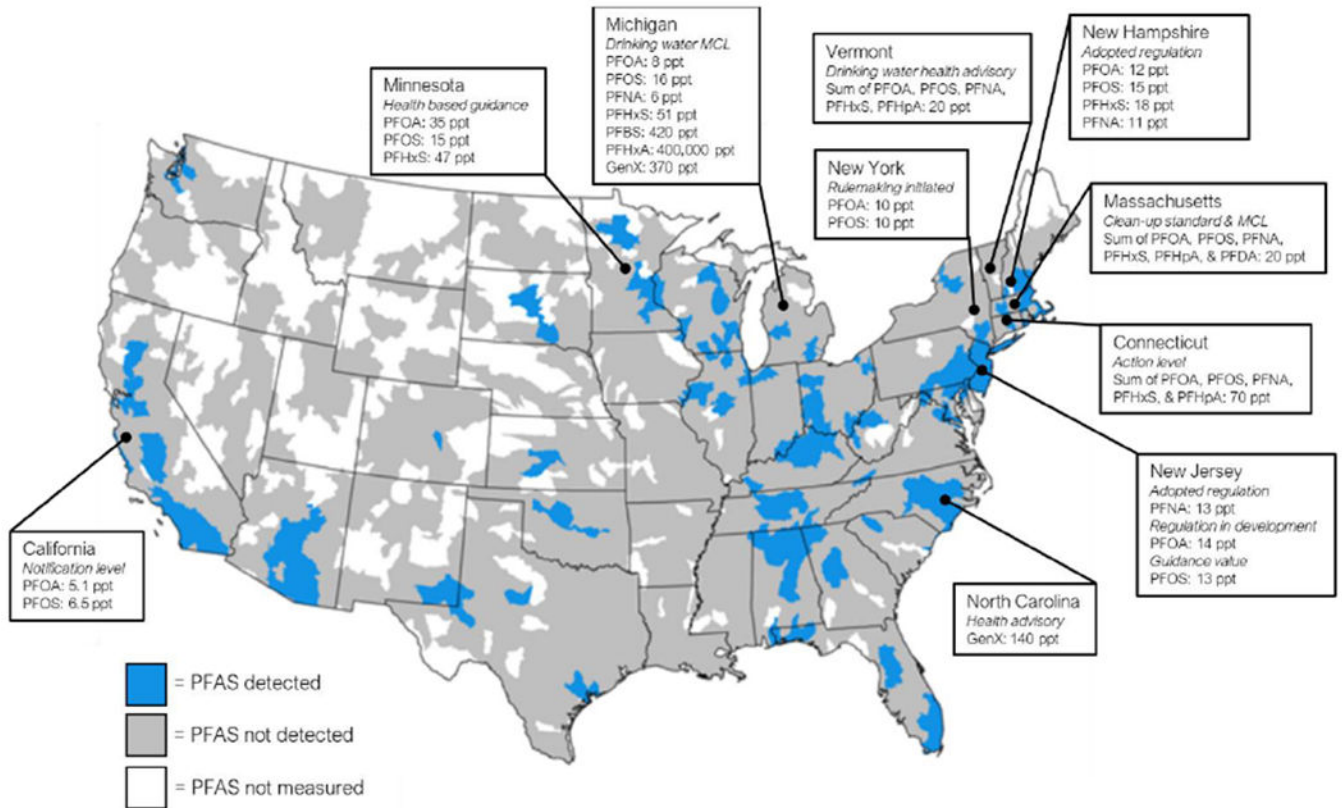 Minnesota
Health based guidance
PFOA: 35 ppt
PFOS: 15 ppt
PFHxS: 47 ppt
Michigan
Drinking water MCL
PFOA: 8 ppt
PFOS: 16 ppt
PFNA: 6 ppt
PFHxS: 51 ppt
PFBS: 420 ppt
PFHxA: 400,000 ppt
GenX: 370 ppt
Vermont
Drinking water health advisory
Sum of PFOA, PFOS, PFNA,
PFHxS, PFHpA: 20 ppt
New Hampshire
Adopted regulation
PFOA: 12 ppt
PFOS: 15 ppt
PFHxS: 18 ppt
PFNA: 11 ppt
New York
Rulemaking initiated
PFOA: 10 ppt
PFOS: 10 ppt
Massachusetts
Clean-up standard & MCL
Sum of PFOA, PFOS, PFNA,
PFHxS, PFHpA, & PFDA: 20 ppt
Connecticut
Action level
Sum of PFOA, PFOS, PFNA,
PFHxS, & PFHpA: 70 ppt
New Jersey
Adopted regulation
PFNA: 13 ppt
Regulation in development
PFOA: 14 ppt
Guidance value
PFOS: 13 ppt
California
Notification level
PFOA: 5.1 ppt
PFOS: 6.5 ppt
North Carolina
Health advisory
GenX: 140 ppt
= PFAS detected
= PFAS not detected
= PFAS not measured